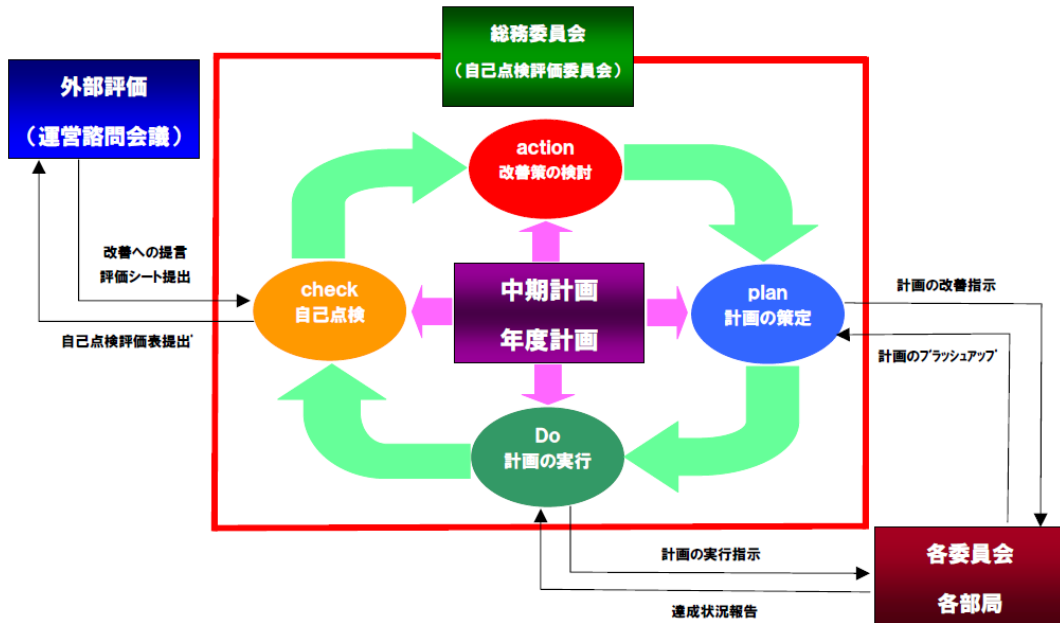 総務委員会
（自己点検評価委員会）
外部評価
（運営諮問会議）
action
改善策の検討
改善への提言
評価シート提出
check
自己点検
中期計画
年度計画
plan
計画の策定
計画の改善指示
自己点検評価表提出
計画のブラッシュアップ
Do
計画の実行
計画の実行指示
達成状況報告
各委員会
各部局